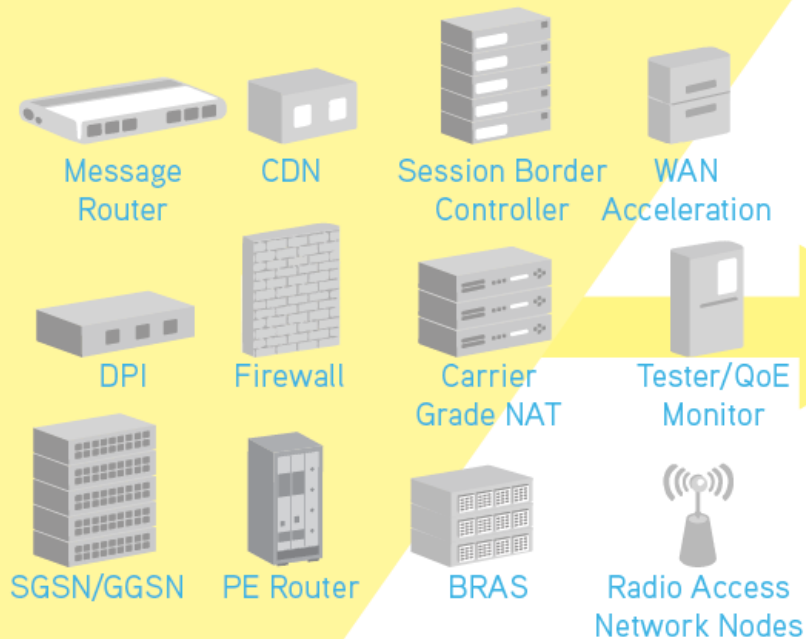 Message
Router
CDN
Session Border
Controller
WAN
Acceleration
DPI
Firewall
Carrier
Grade NAT
Tester/QoE
Monitor
SGSN/GGSN
PE Router
BRAS
Radio Access
Network Nodes